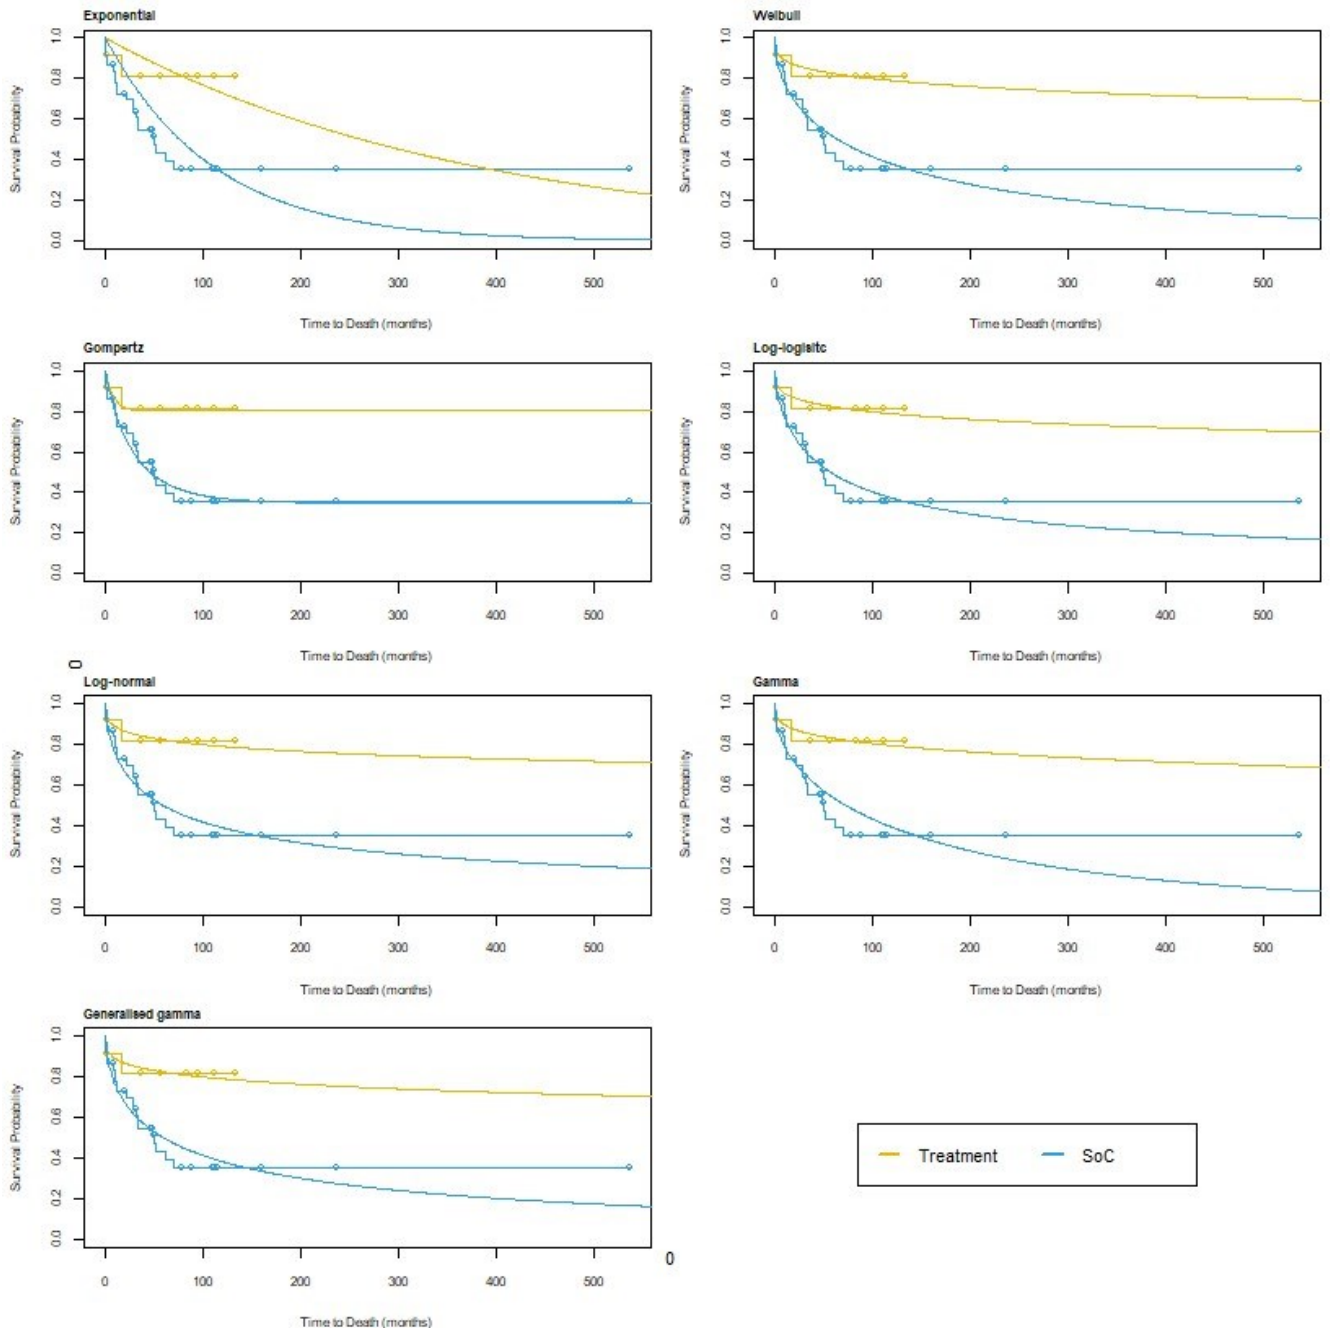 Exponential
Weibull
Survival Probability
1.0
0.8
0.6
0.4
0.2
0.0
0 100 200 300 400 500
Time to Death (months)
Survival Probability
1.0
0.8
0.6
0.4
0.2
0.0
0 100 200 300 400 500
Time to Death (months)
Gompertz
Log-logisitc
Survival Probability
1.0
0.8
0.6
0.4
0.2
0.0
0 100 200 300 400 500
Time to Death (months)
Survival Probability
1.0
0.8
0.6
0.4
0.2
0.0
0 100 200 300 400 500
Time to Death (months)
0
Log-normal
Gamma
Survival Probability
1.0
0.8
0.6
0.4
0.2
0.0
0 100 200 300 400 500
Time to Death (months)
Survival Probability
1.0
0.8
0.6
0.4
0.2
0.0
0 100 200 300 400 500
Time to Death (months)
Generalised gamma
Survival Probability
1.0
0.8
0.6
0.4
0.2
0.0
0 100 200 300 400 500
Time to Death (months)
0
Treatment
SoC